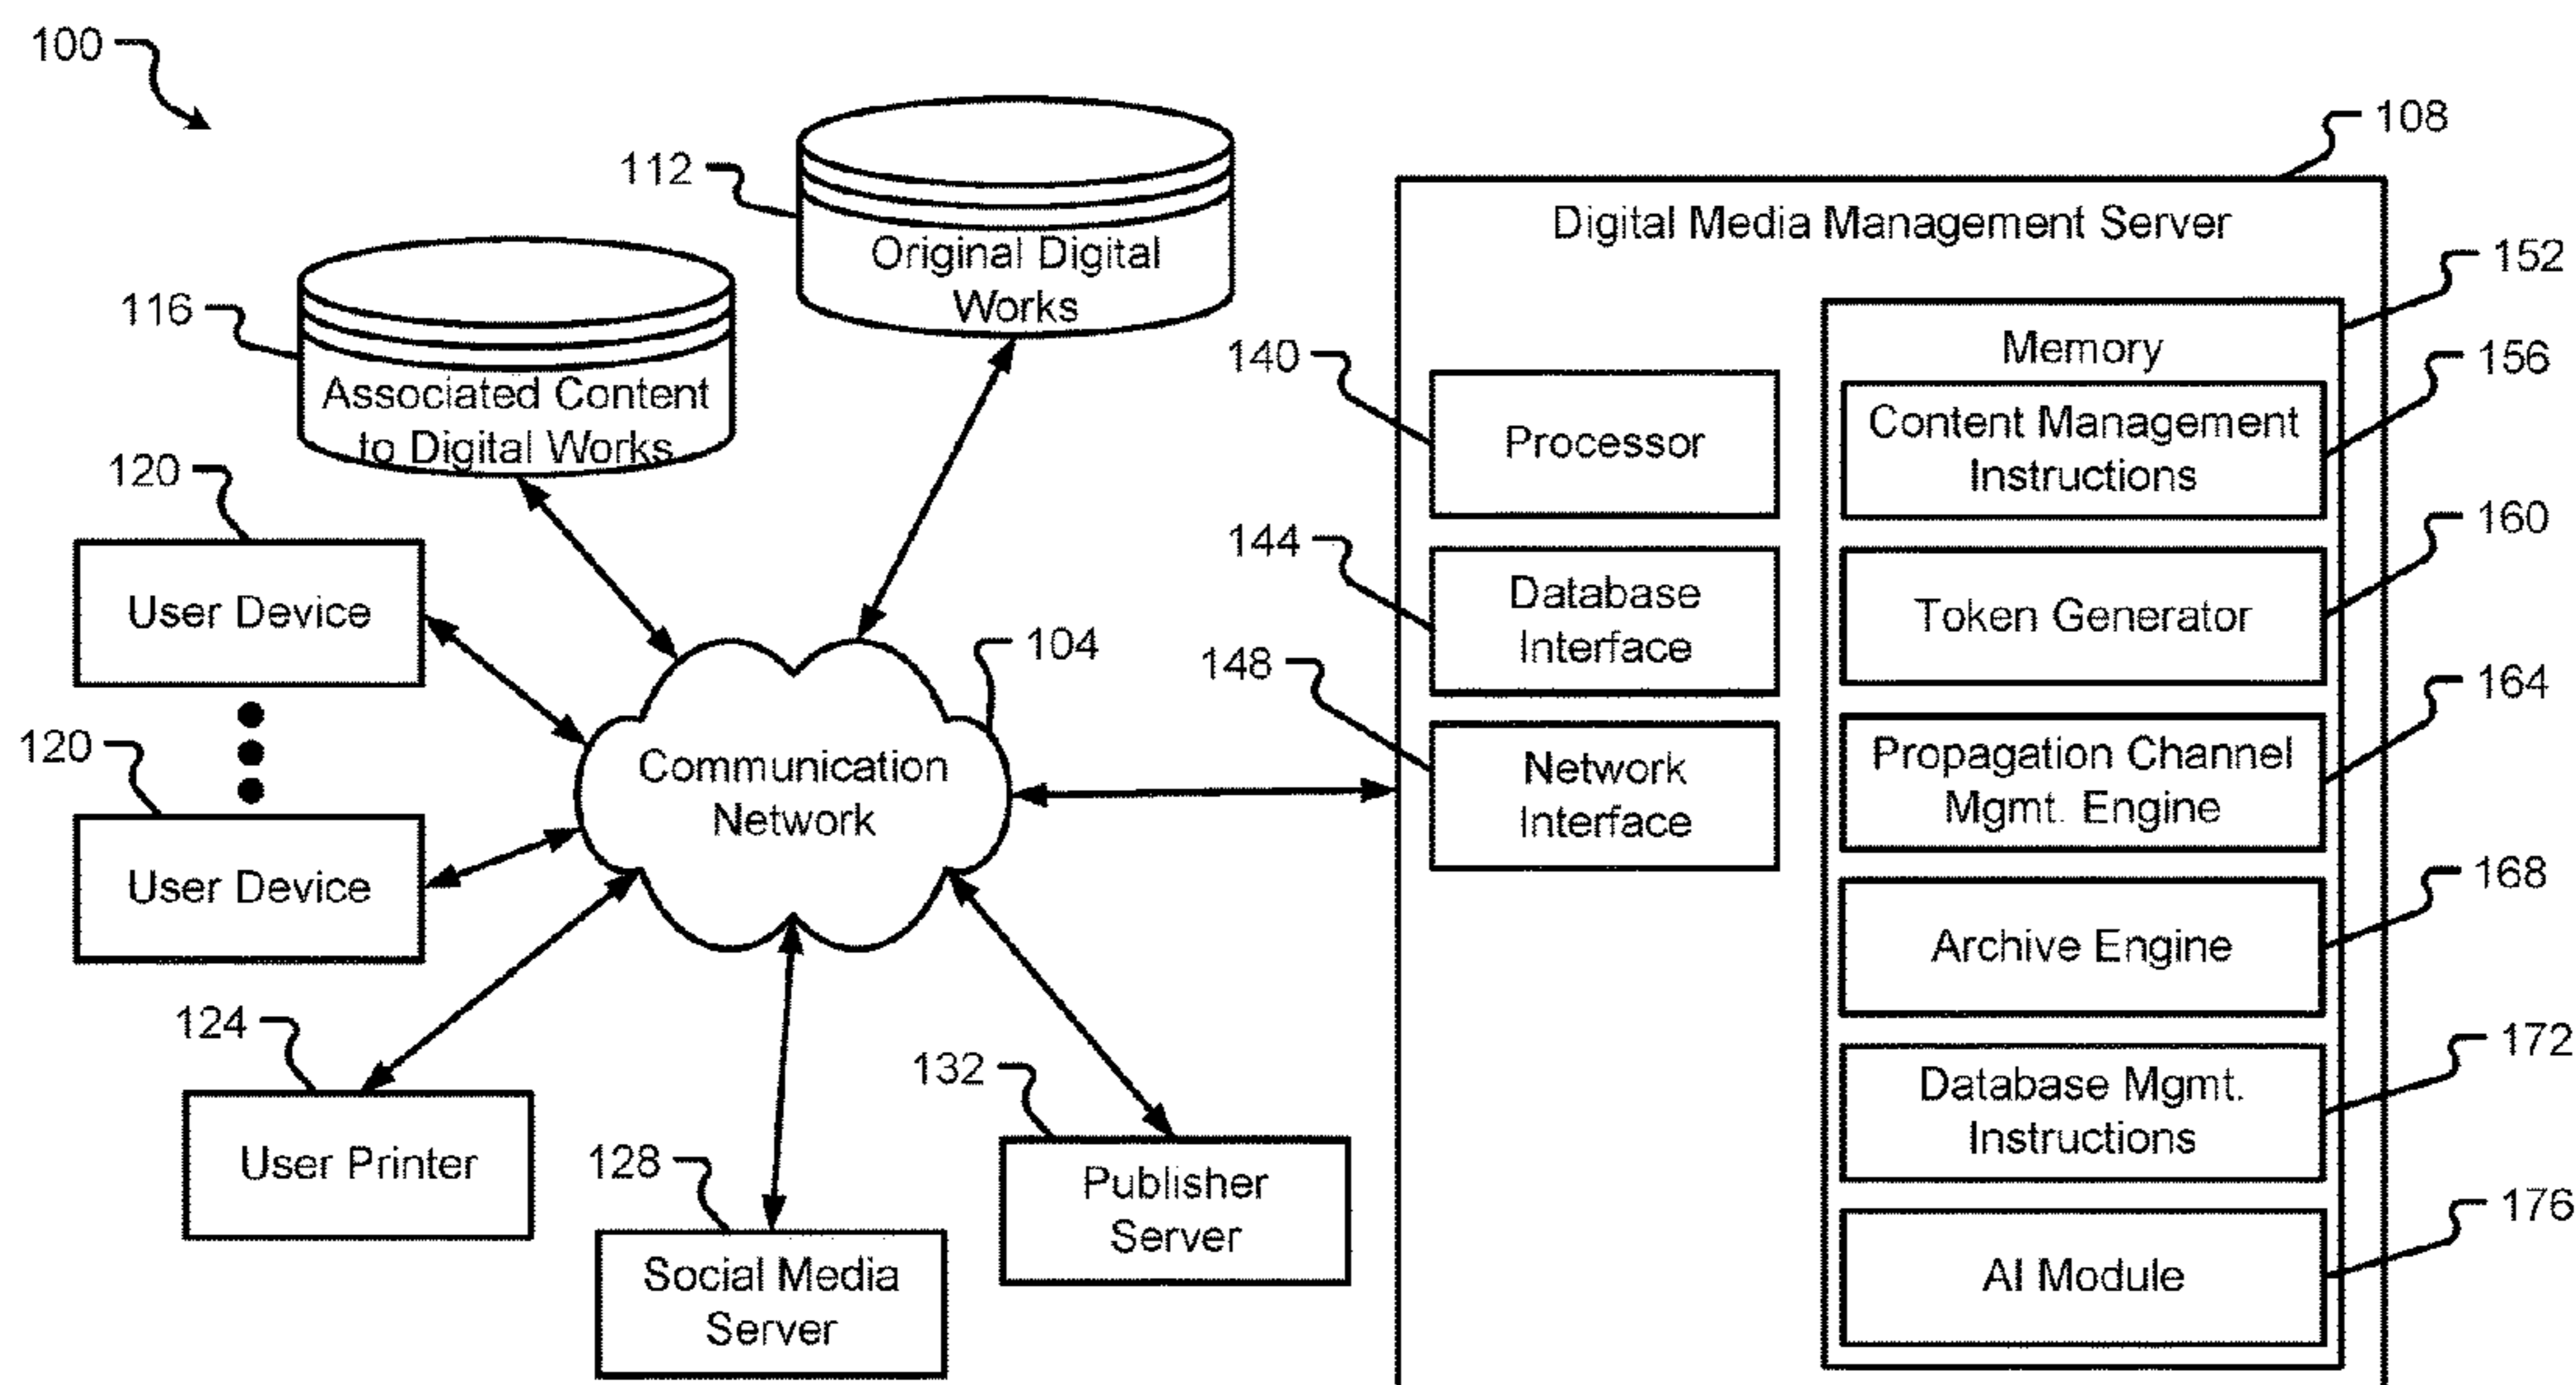 100
108
112
Digital Media Management Server
Original Digital
Works
152
116
Memory
140
156
Associated Content
to Digital Works
Processor
Content Management
Instructions
120
160
144
User Device
Database
Interface
Token Generator
104
148
164
120
Communication
Network
Network
Interface
Propagation Channel
Mgmt. Engine
168
User Device
Archive Engine
124
132
172
User Printer
Database Mgmt.
Instructions
128
Publisher
Server
176
Social Media
Server
AI Module